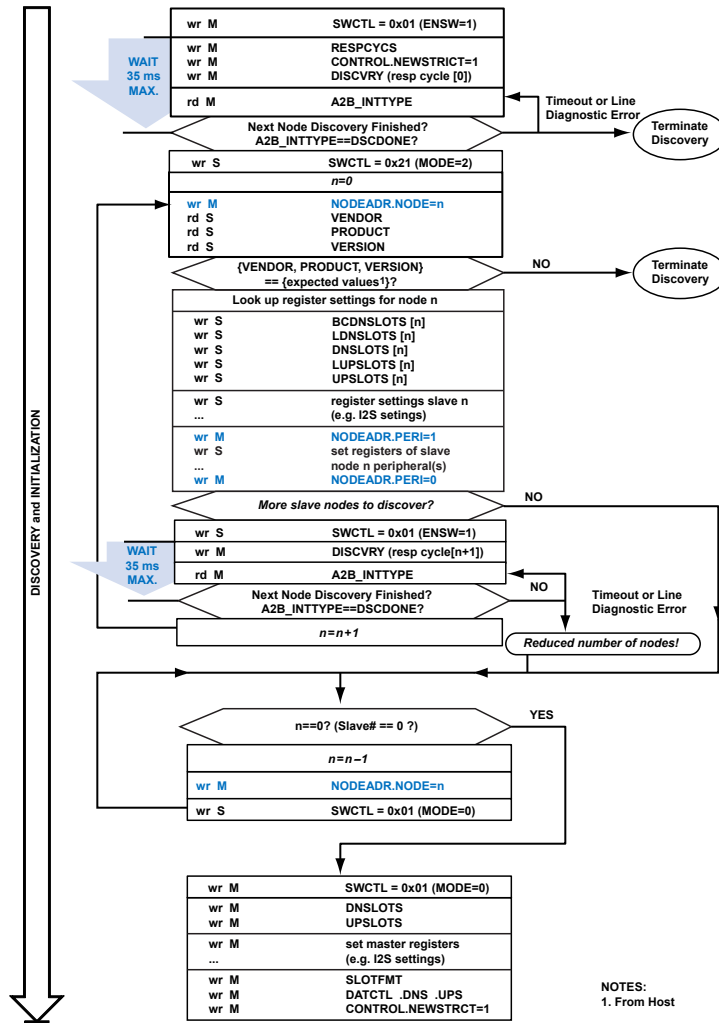 wr M SWCTL = 0x01 (ENSW=1)
wr M RESPCYCS
wr M CONTROL.NEWSTRICT=1
wr M DISCVRY (resp cycle [0])
WAIT
35 ms
MAX.
rd M A2B_INTTYPE
Timeout or Line
Diagnostic Error
Next Node Discovery Finished?
A2B_INTTYPE==DSCDONE?
Terminate
Discovery
wr S SWCTL = 0x21 (MODE=2)
n=0
wr M NODEADR.NODE=n
rd S VENDOR
rd S PRODUCT
rd S VERSION
{VENDOR, PRODUCT, VERSION}
== {expected values1)?
NO
Terminate
Discovery
Look up register settings for node n
wr S BCDNSLOTS [n]
wr S LDNSLOTS [n]
wr S DNSLOTS [n]
wr S LUPSLOTS [n]
wr S UPSLOTS [n]
wr S register settings slave n
... (e.g. I2S setings)
wr M NODEADR.PERI=1
wr S set registers of slave
... node n peripheral(s)
wr M NODEADR.PERI=0
DISCOVERY and INITIALIZATION
More slave nodes to discover?
NO
wr S SWCTL = 0x01 (ENSW=1)
WAIT
35 ms
MAX.
wr M DISCVRY (resp cycle[n+1])
rd M A2B_INTTYPE
NO
Timeout or Line
Diagnostic Error
Next Node Discovery Finished?
A2B_INTTYPE==DSCDONE?
n=n+1
Reduced number of nodes!
n==0? (Slave# == 0 ?)
YES
n=n–1
wr M NODEADR.NODE=n
wr S SWCTL = 0x01 (MODE=0)
wr M SWCTL = 0x01 (MODE=0)
wr M DNSLOTS
wr M UPSLOTS
wr M set master registers
... (e.g. I2S settings)
wr M SLOTFMT
wr M DATCTL .DNS .UPS
wr M CONTROL.NEWSTRCT=1
NOTES:
1. From Host